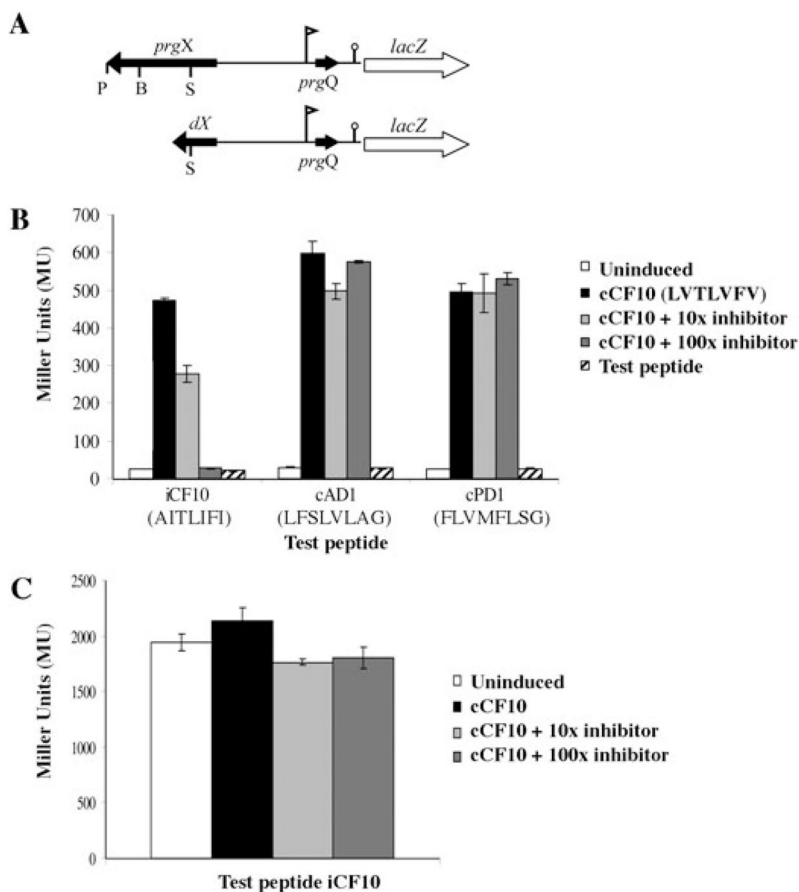 A
prgX
lacZ
P B S
prgQ
dX
lacZ
S
prgQ
B
Miller Units (MU)
700
600
500
400
300
200
100
0
iCF10
(AITLIFI)
cAD1
(LFSLVLAG)
cPD1
(FLVMFLSG)
Test peptide
Uninduced
cCF10 (LVTLVFV)
cCF10 + 10x inhibitor
cCF10 + 100x inhibitor
Test peptide
C
Miller Units (MU)
2500
2000
1500
1000
500
0
Test peptide iCF10
Uninduced
cCF10
cCF10 + 10x inhibitor
cCF10 + 100x inhibitor